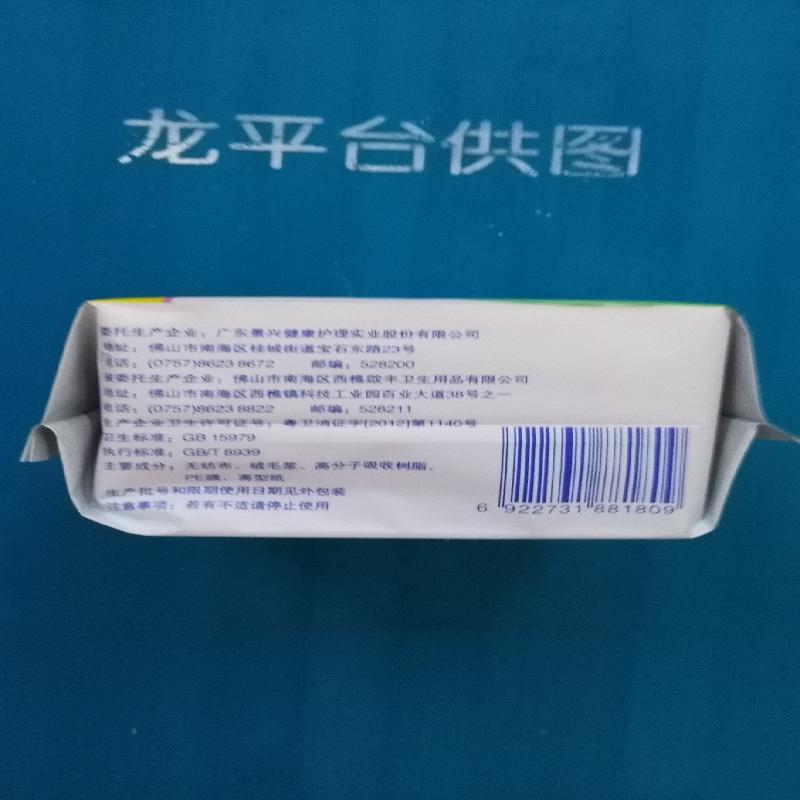 龙平台供图
委托生产企业：广东景兴健康护理实业股份有限公司
地址：佛山市南海区桂城街道宝石东路23号
电话：(0757)8623 8672 邮编：528200
被委托生产企业：佛山市南海区西樵啟丰卫生用品有限公司
地址：佛山市南海区西樵镇科技工业园百业大道38号之一
电话：(0757)8623 8822 邮编：528211
生产企业卫生许可证号：粤卫消证字[2012]第1140号
卫生标准：GB 15979
执行标准：GB/T 8939
主要成分：无纺布、绒毛浆、高分子吸收树脂、
PE膜、离型纸
生产批号和限期使用日期见外包装
注意事项：若有不适请停止使用
6 922731 881809